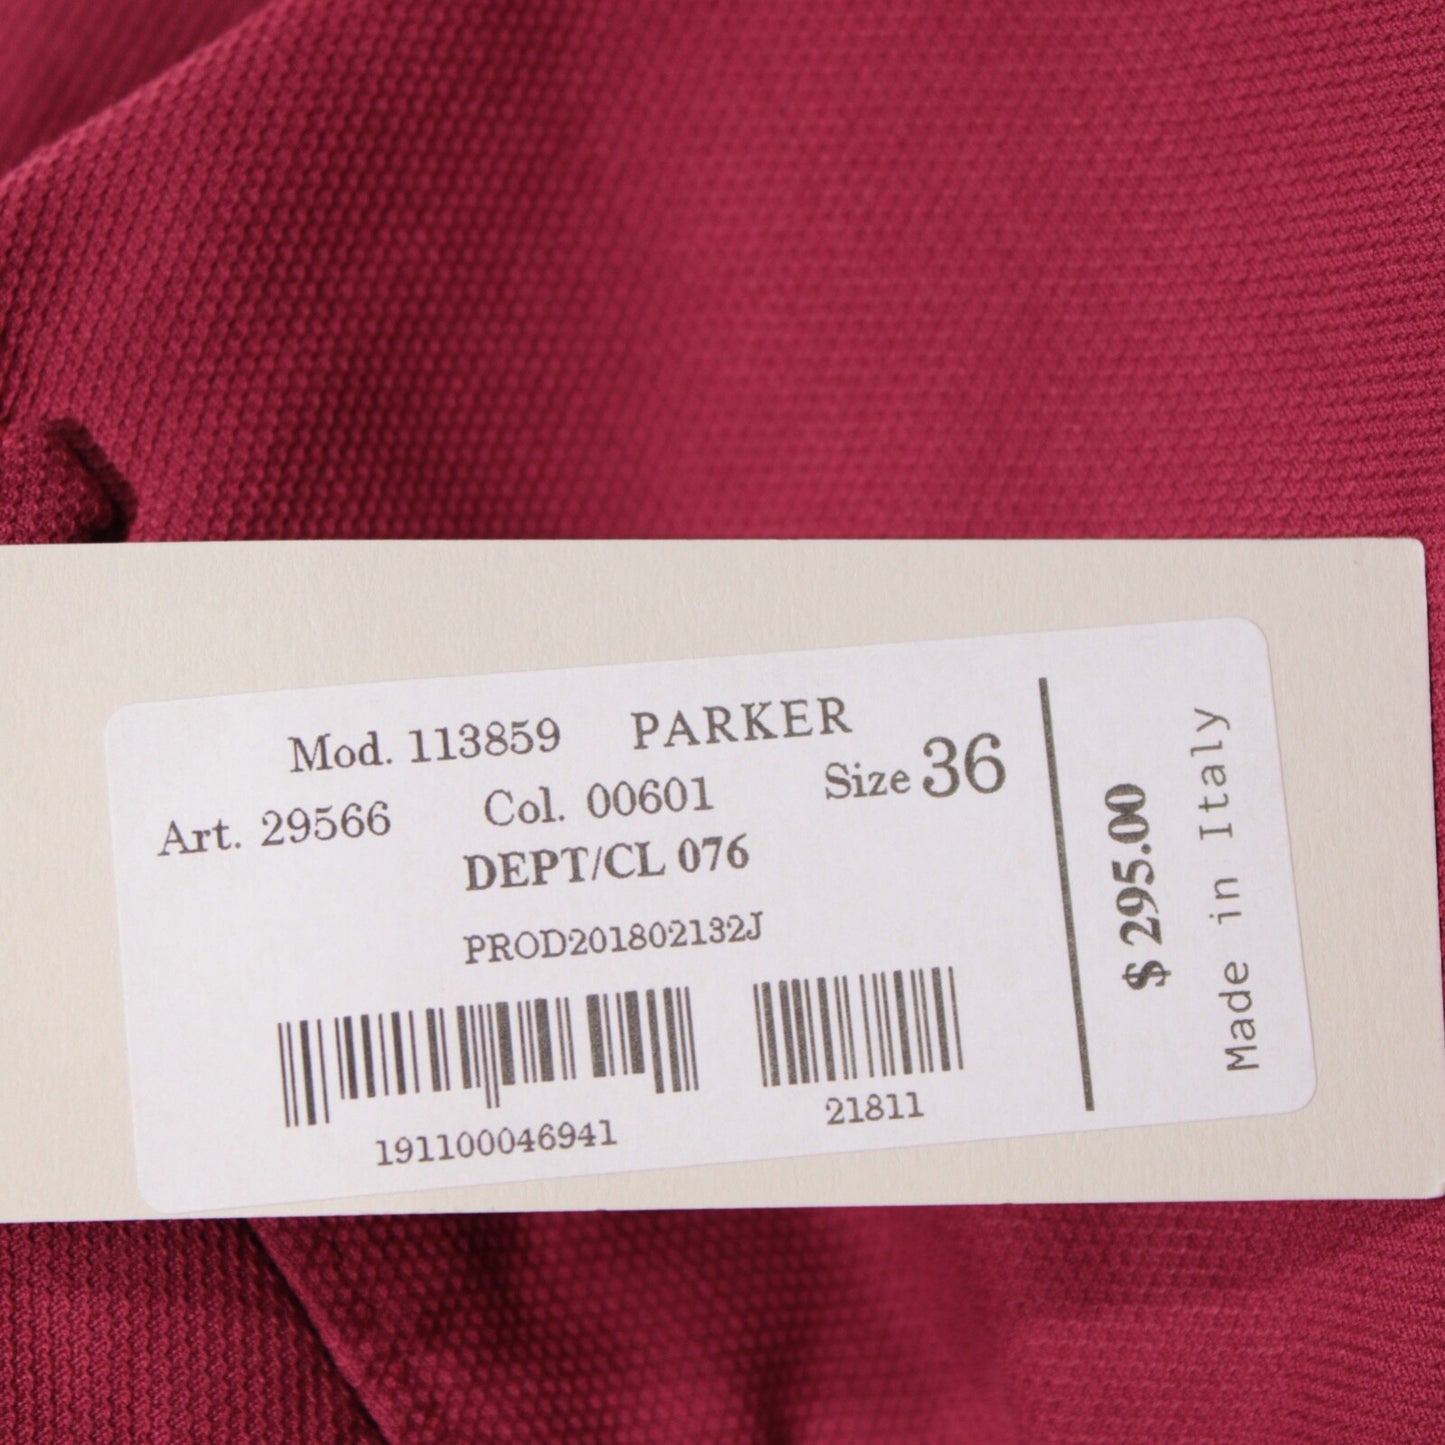 Mod. 113859 PARKER
Art. 29566 Col. 00601 Size 36
DEPT/CL 076
PROD201802132J
191100046941
21811
$ 295.00
Made in Italy